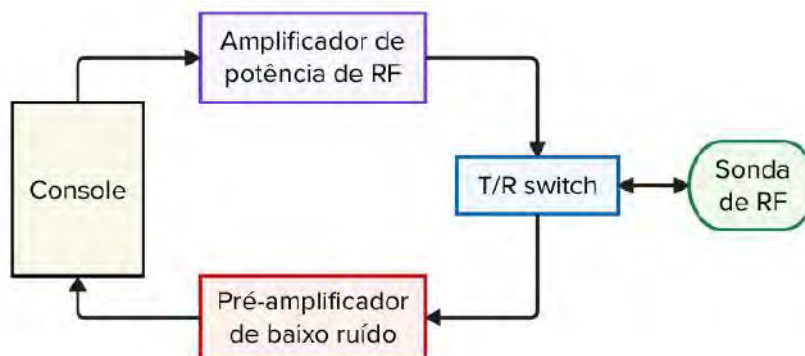 Amplificador de
potência de RF
Console
T/R switch
Sonda
de RF
Pré-amplificador
de baixo ruído